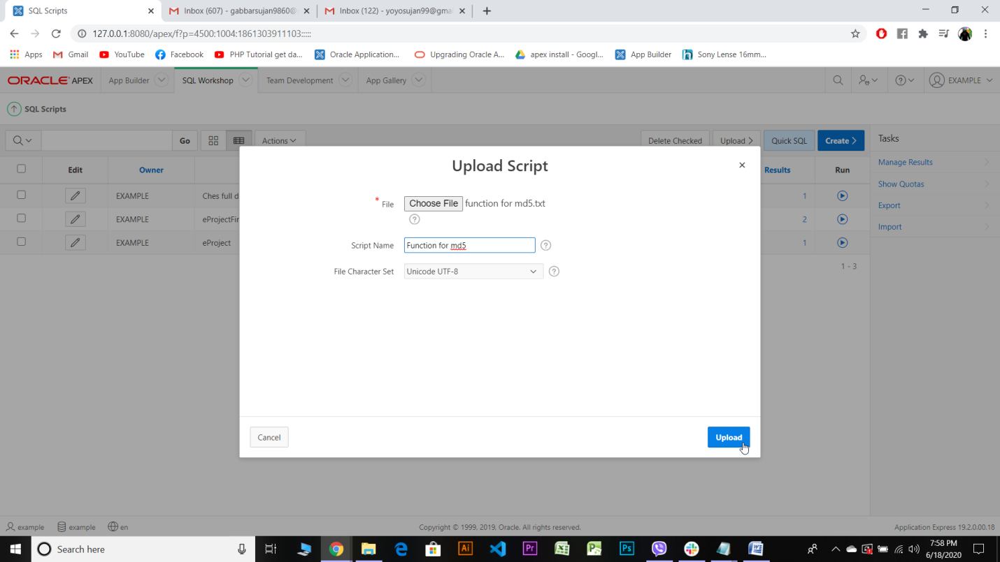 SQL Scripts
Inbox (607) - gabbarsujan9860@
Inbox (122) - yoyosujan99@gmai
127.0.0.1:8080/apex/f?p=4500:1004:1861303911103:::::
Apps
Gmail
YouTube
Facebook
PHP Tutorial get da...
Oracle Application...
Upgrading Oracle A...
apex install - Googl...
App Builder
Sony Lense 16mm...
ORACLE APEX
App Builder
SQL Workshop
Team Development
App Gallery
EXAMPLE
SQL Scripts
Go
Actions
Delete Checked
Upload >
Quick SQL
Create >
Tasks
Edit
Owner
Results
Run
Manage Results
EXAMPLE
Ches full d
1
Show Quotas
EXAMPLE
eProjectFir
2
Export
EXAMPLE
eProject
1
Import
1 - 3
Upload Script
* File
Choose File
function for md5.txt
Script Name
Function for md5
File Character Set
Unicode UTF-8
Cancel
Upload
example
example
en
Copyright © 1999, 2019, Oracle. All rights reserved.
Application Express 19.2.0.00.18
Search here
7:58 PM
6/18/2020